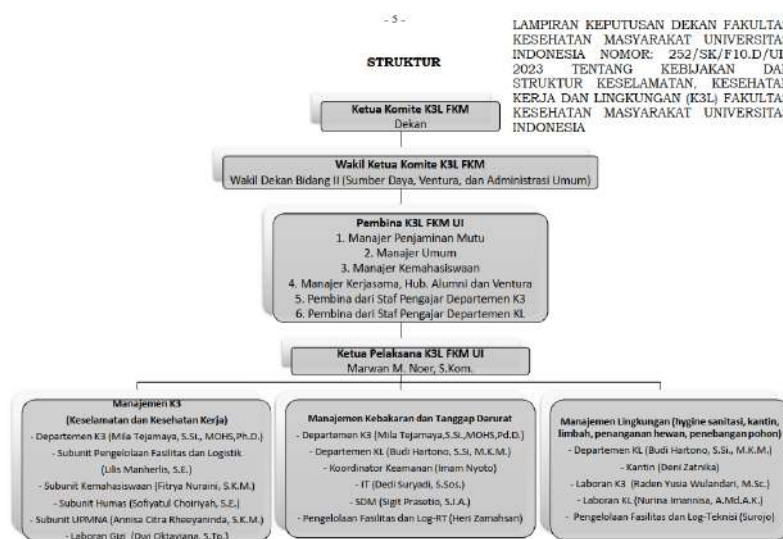 - 5 -
LAMPIRAN KEPUTUSAN DEKAN FAKULTA
KESEHATAN MASYARAKAT UNIVERSITA
INDONESIA NOMOR: 252/SK/F10.D/UI
2023 TENTANG KEBIJAKAN DA
STRUKTUR KESELAMATAN, KESEHATA
KERJA DAN LINGKUNGAN (K3L) FAKULTA
KESEHATAN MASYARAKAT UNIVERSITA
INDONESIA
STRUKTUR
Ketua Komite K3L FKM
Dekan
Wakil Ketua Komite K3L FKM
Wakil Dekan Bidang II (Sumber Daya, Ventura, dan Administrasi Umum)
Pembina K3L FKM UI
1. Manajer Penjaminan Mutu
2. Manajer Umum
3. Manajer Kemahasiswaan
4. Manajer Kerjasama, Hub. Alumni dan Ventura
5. Pembina dari Staf Pengajar Departemen K3
6. Pembina dari Staf Pengajar Departemen KL
Ketua Pelaksana K3L FKM UI
Marwan M. Noer, S.Kom.
Manajemen K3
(Keselamatan dan Kesehatan Kerja)
- Departemen K3 (Mila Tejamaya, S.Si., MOHS,Ph.D.)
- Subunit Pengelolaan Fasilitas dan Logistik
(Lilis Manherlis, S.E.)
- Subunit Kemahasiswaan (Fitrya Nuraini, S.K.M.)
- Subunit Humas (Sofiyatul Choiriyah, S.E.)
- Subunit UPMNA (Annisa Citra Rheeyaninda, S.K.M.)
- Laboran Gizi (Dwi Oktaviana, S.Tp.)
Manajemen Kebakaran dan Tanggap Darurat
- Departemen K3 (Mila Tejamaya,S.Si.,MOHS,Pd.D.)
- Departemen KL (Budi Hartono, S.Si, M.K.M.)
- Koordinator Keamanan (Imam Nyoto)
- IT (Dedi Suryadi, S.Sos.)
- SDM (Sigit Prasetio, S.I.A.)
- Pengelolaan Fasilitas dan Log-RT (Heri Zamahsari)
Manajemen Lingkungan (hygine sanitasi, kantin,
limbah, penanganan hewan, penebangan pohon)
- Departemen KL (Budi Hartono, S.Si., M.K.M.)
- Kantin (Deni Zatnika)
- Laboran K3 (Raden Yusia Wulandari, M.Sc.)
- Laboran KL (Nurina Imannisa, A.Md.A.K.)
- Pengelolaan Fasilitas dan Log-Teknisi (Surojo)